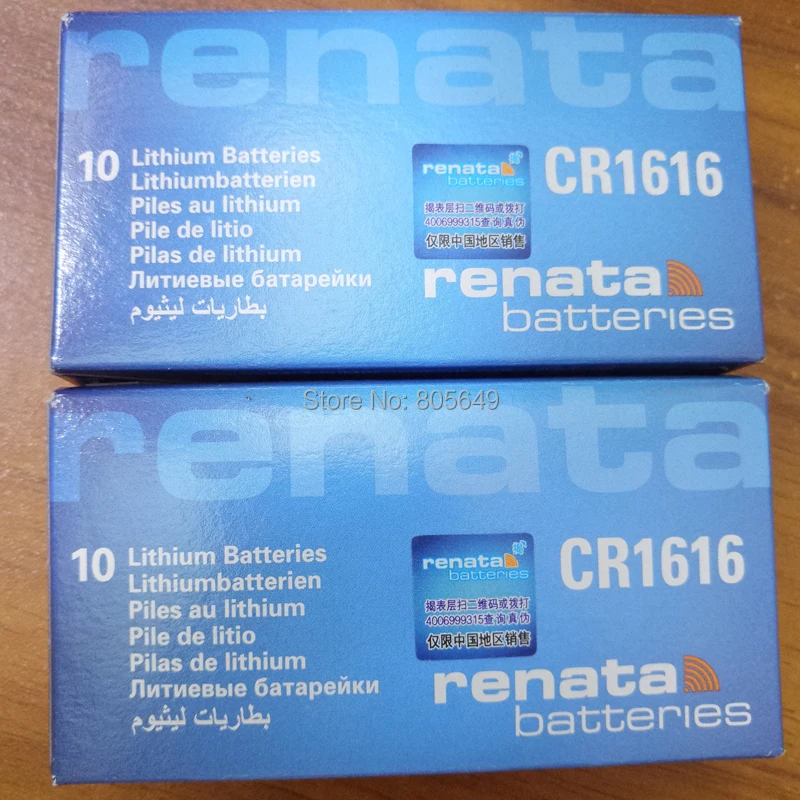 renata
10 Lithium Batteries
Lithiumbatterien
Piles au lithium
Pile de litio
Pilas de lithium
Литиевые батарейки
بطاريات ليثيوم
renata
batteries
揭
揭表层扫二维码或拨打
4006999315查询真伪
仅限中国地区销售
CR1616
renata
batteries
Store No: 805649
renata
10 Lithium Batteries
Lithiumbatterien
Piles au lithium
Pile de litio
Pilas de lithium
Литиевые батарейки
بطاريات ليثيوم
renata
batteries
揭
揭表层扫二维码或拨打
4006999315查询真伪
仅限中国地区销售
CR1616
renata
batteries